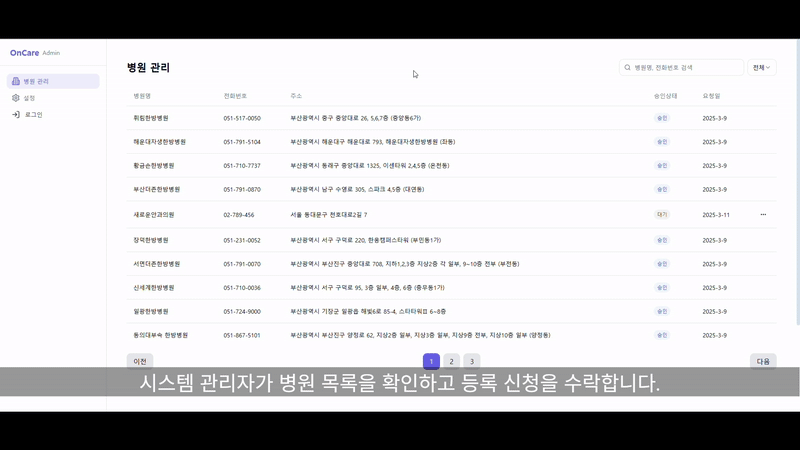 OnCare Admin
병원 관리
설정
로그인
병원 관리
병원명, 전화번호 검색
전체
병원명 전화번호 주소 승인상태 요청일
휘림한방병원 051-517-0050 부산광역시 중구 중앙대로 26, 5,6,7층 (중앙동6가) 승인 2025-3-9
해운대자생한방병원 051-791-5104 부산광역시 해운대구 해운대로 793, 해운대자생한방병원 (좌동) 승인 2025-3-9
황금손한방병원 051-710-7737 부산광역시 동래구 중앙대로 1325, 이센타워 2,4,5층 (온천동) 승인 2025-3-9
부산더존한방병원 051-791-0870 부산광역시 남구 수영로 305, 스파크 4,5층 (대연동) 승인 2025-3-9
새로운안과의원 02-789-456 서울 동대문구 천호대로2길 7 대기 2025-3-11 ···
장덕한방병원 051-231-0052 부산광역시 서구 구덕로 220, 한웅캠퍼스타워 (부민동1가) 승인 2025-3-9
서면더존한방병원 051-791-0070 부산광역시 부산진구 중앙대로 708, 지하1,2,3층 지상2층 각 일부, 9~10층 전부 (부전동) 승인 2025-3-9
신세계한방병원 051-710-0036 부산광역시 서구 구덕로 95, 3층 일부, 4층, 6층 (충무동1가) 승인 2025-3-9
일광한방병원 051-724-9000 부산광역시 기장군 일광읍 해빛6로 85-4, 스타타워Ⅱ 6~8층 승인 2025-3-9
동의대부속 한방병원 051-867-5101 부산광역시 부산진구 양정로 62, 지상2층 일부, 지상3층 일부, 지상9층 전부, 지상10층 일부 (양정동) 승인 2025-3-9
이전 1 2 3 다음
시스템 관리자가 병원 목록을 확인하고 등록 신청을 수락합니다.